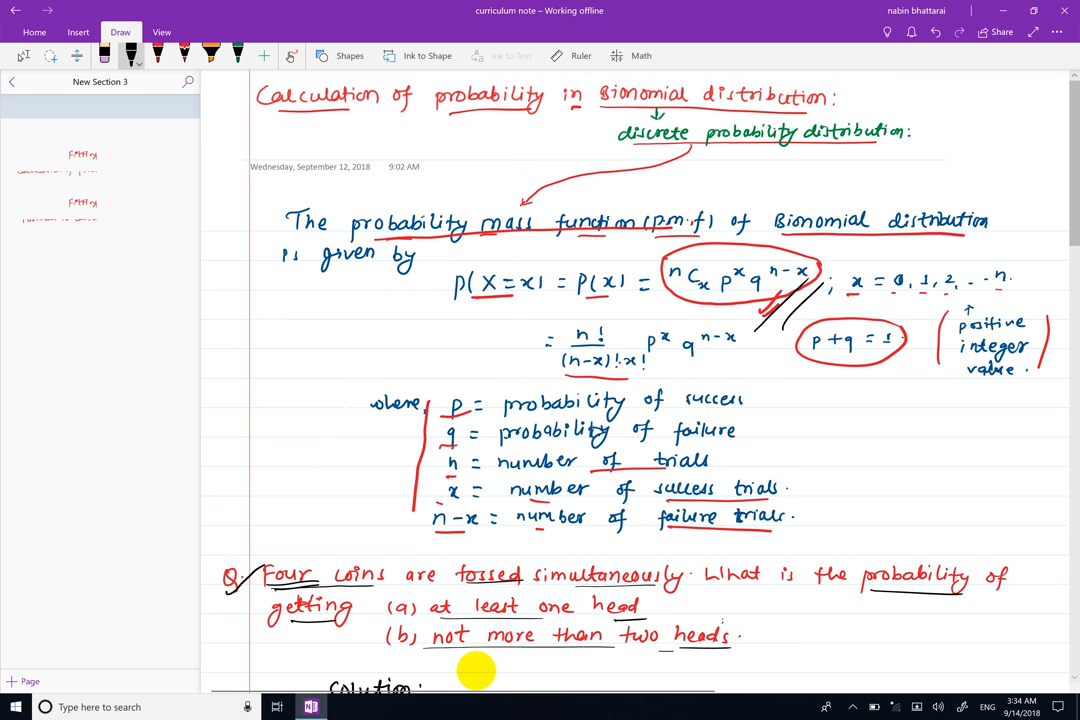 curriculum note – Working offline
nabin bhattarai
Home Insert Draw View
Share
Shapes Ink to Shape Ink to Text Ruler Math
New Section 3
Fitting
Fitting
Calculation of probability in Bionomial distribution:
discrete probability distribution:
Wednesday, September 12, 2018 9:02 AM
The probability mass function (p.m.f) of Bionomial distribution
is given by
P(X=x) = P(x) = nCx p^x q^n-x ; x = 0, 1, 2, ... n.
= n!/(n-x)! x! p^x q^n-x
p+q = 1.
positive
integer
value.
where, p = probability of success
q = probability of failure
n = number of trials
x = number of success trials.
n-x = number of failure trials.
Q. Four coins are tossed simultaneously. What is the probability of
getting (a) at least one head
(b) not more than two heads.
Solution:
Page
Type here to search
ENG
3:34 AM
9/14/2018